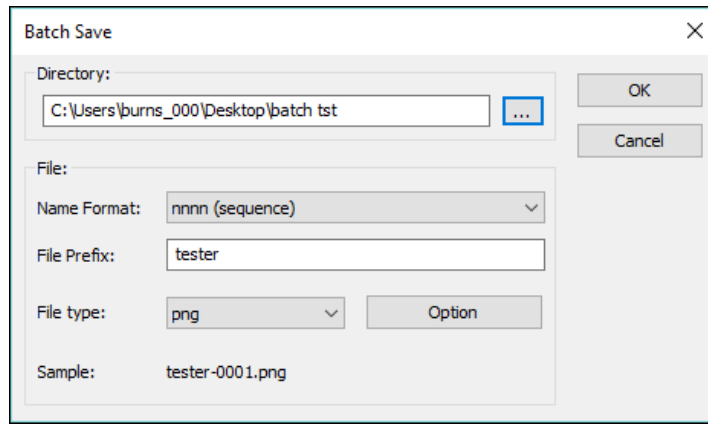 Batch Save
Directory:
C:\Users\burns_000\Desktop\batch tst
...
OK
Cancel
File:
Name Format: nnnn (sequence)
File Prefix: tester
File type: png Option
Sample: tester-0001.png